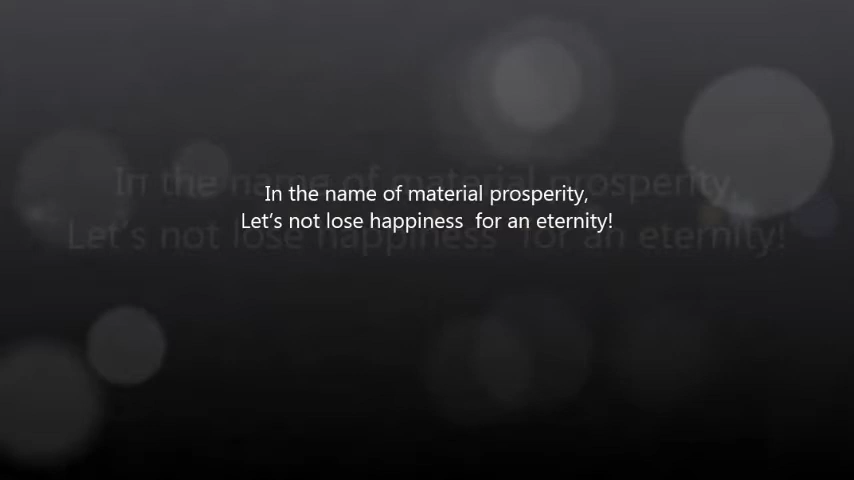 In the name of material prosperity,
Let's not lose happiness  for an eternity!